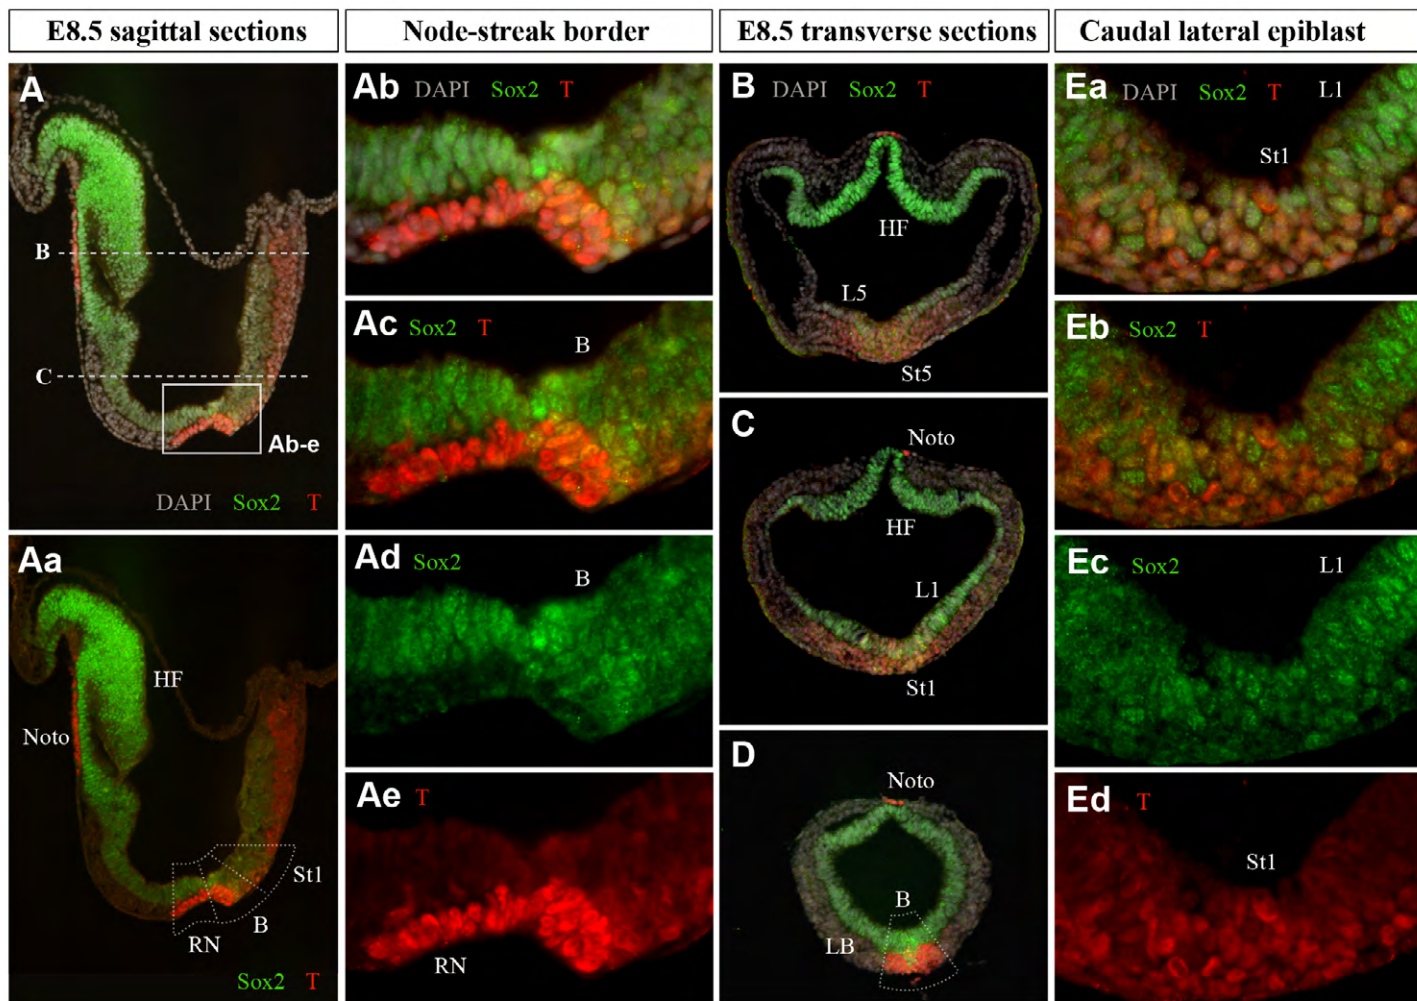 E8.5 sagittal sections
Node-streak border
E8.5 transverse sections
Caudal lateral epiblast
A
B
C
Ab-e
DAPI Sox2 T
Aa
HF
Noto
St1
B
RN
Sox2 T
Ab
DAPI Sox2 T
Ac Sox2 T
B
Ad Sox2
B
Ae T
RN
B DAPI Sox2 T
HF
L5
St5
C
Noto
HF
L1
St1
D
Noto
B
LB
Ea DAPI Sox2 T L1
St1
Eb Sox2 T
Ec Sox2 L1
Ed T
St1